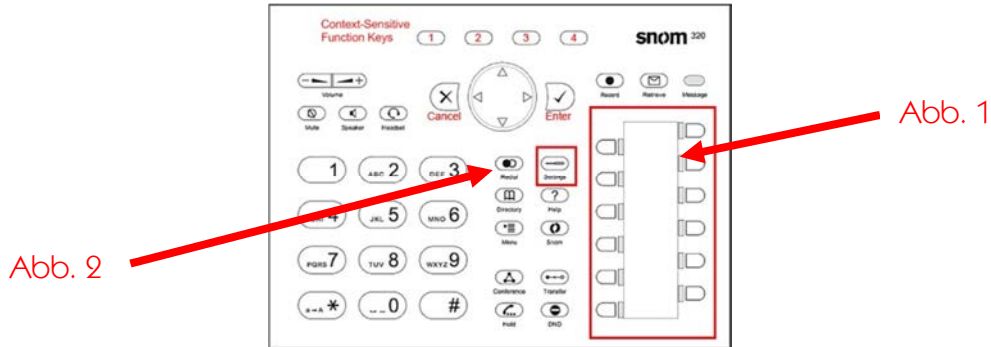 Context-Sensitive
Function Keys
1 2 3 4
snom 320
Volume
Record Retrieve Message
Cancel
Enter
Mute Speaker Headset
Abb. 1
1 ABC 2 DEF 3
Redial Settings
Directory Help
4 JKL 5 MNO 6
Menu Snom
Abb. 2
PQRS 7 TUV 8 WXYZ 9
Conference Transfer
a→A * _ 0 #
Hold DND